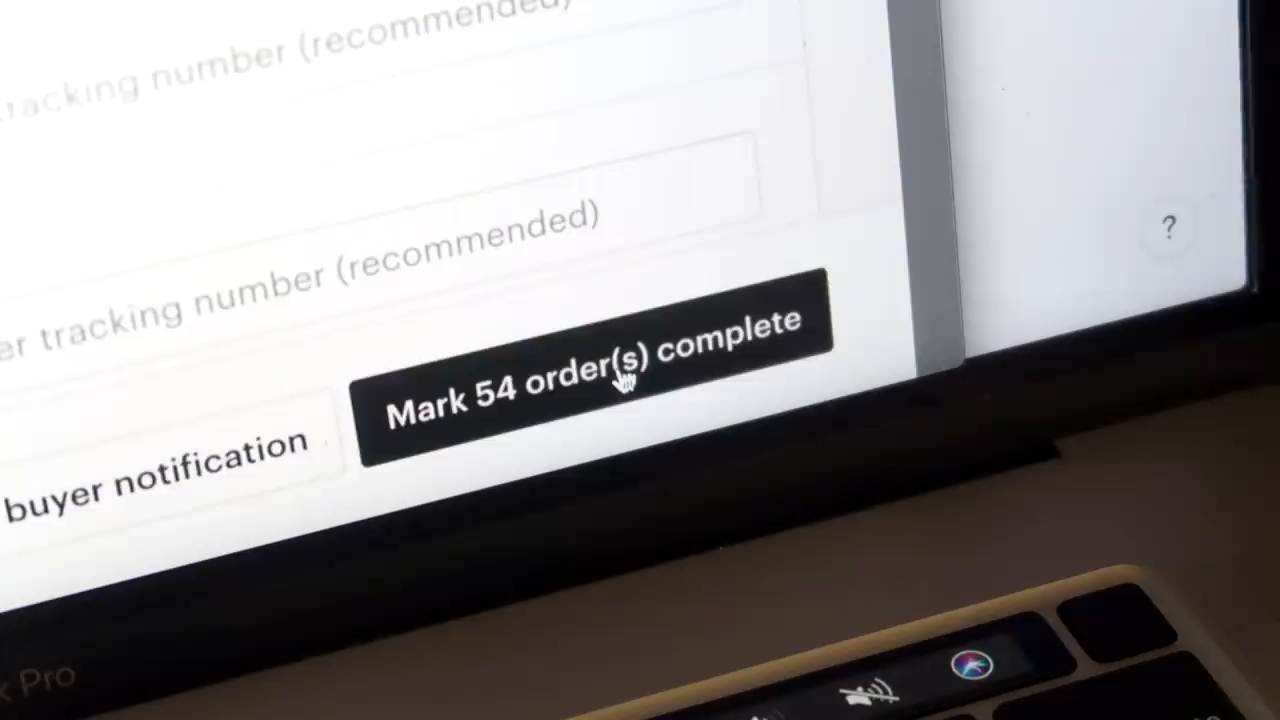 tracking number (recommended)
tracking number (recommended)
buyer notification
Mark 54 order(s) complete
?
Pro